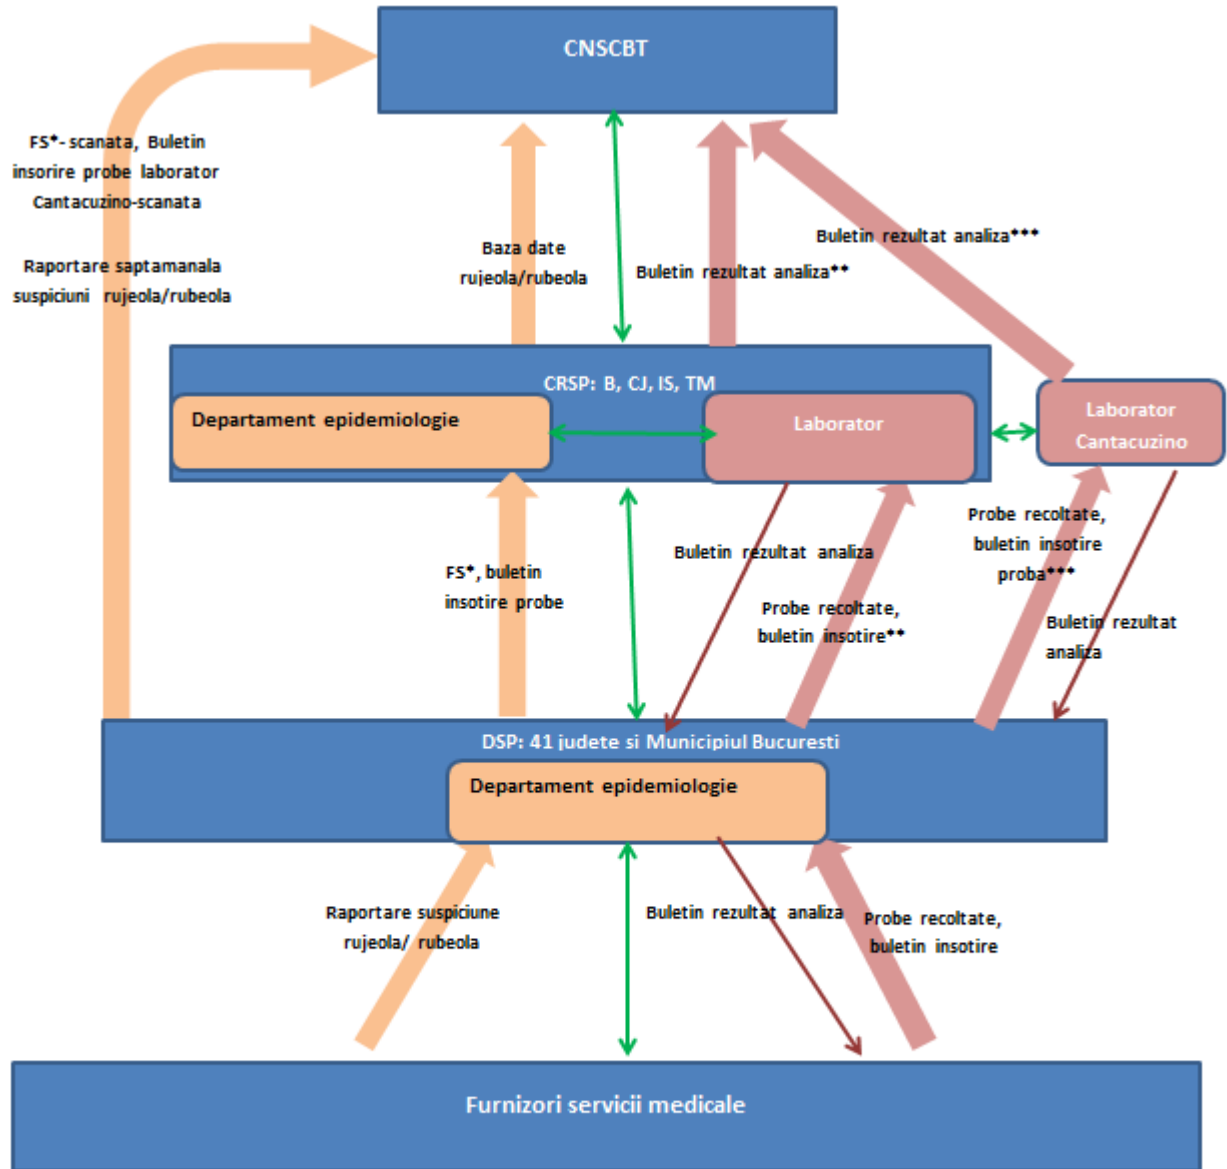 CNSCBT
FS*- scanata, Buletin
insorire probe laborator
Cantacuzino-scanata
Raportare saptamanala
suspiciuni rujeola/rubeola
Baza date
rujeola/rubeola
Buletin rezultat analiza**
Buletin rezultat analiza***
CRSP: B, CJ, IS, TM
Departament epidemiologie
Laborator
Laborator
Cantacuzino
FS*, buletin
insotire probe
Buletin rezultat analiza
Probe recoltate,
buletin insotire**
Probe recoltate,
buletin insotire
proba***
Buletin rezultat
analiza
DSP: 41 judete si Municipiul Bucuresti
Departament epidemiologie
Raportare suspiciune
rujeola/ rubeola
Buletin rezultat analiza
Probe recoltate,
buletin insotire
Furnizori servicii medicale